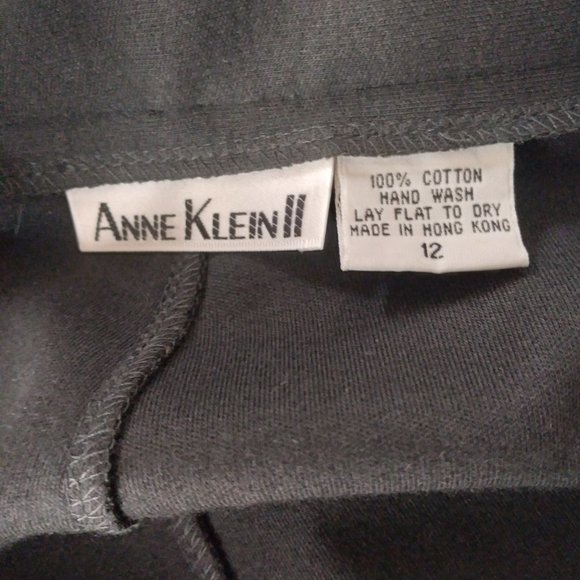 ANNE KLEIN II
100% COTTON
HAND WASH
LAY FLAT TO DRY
MADE IN HONG KONG
12